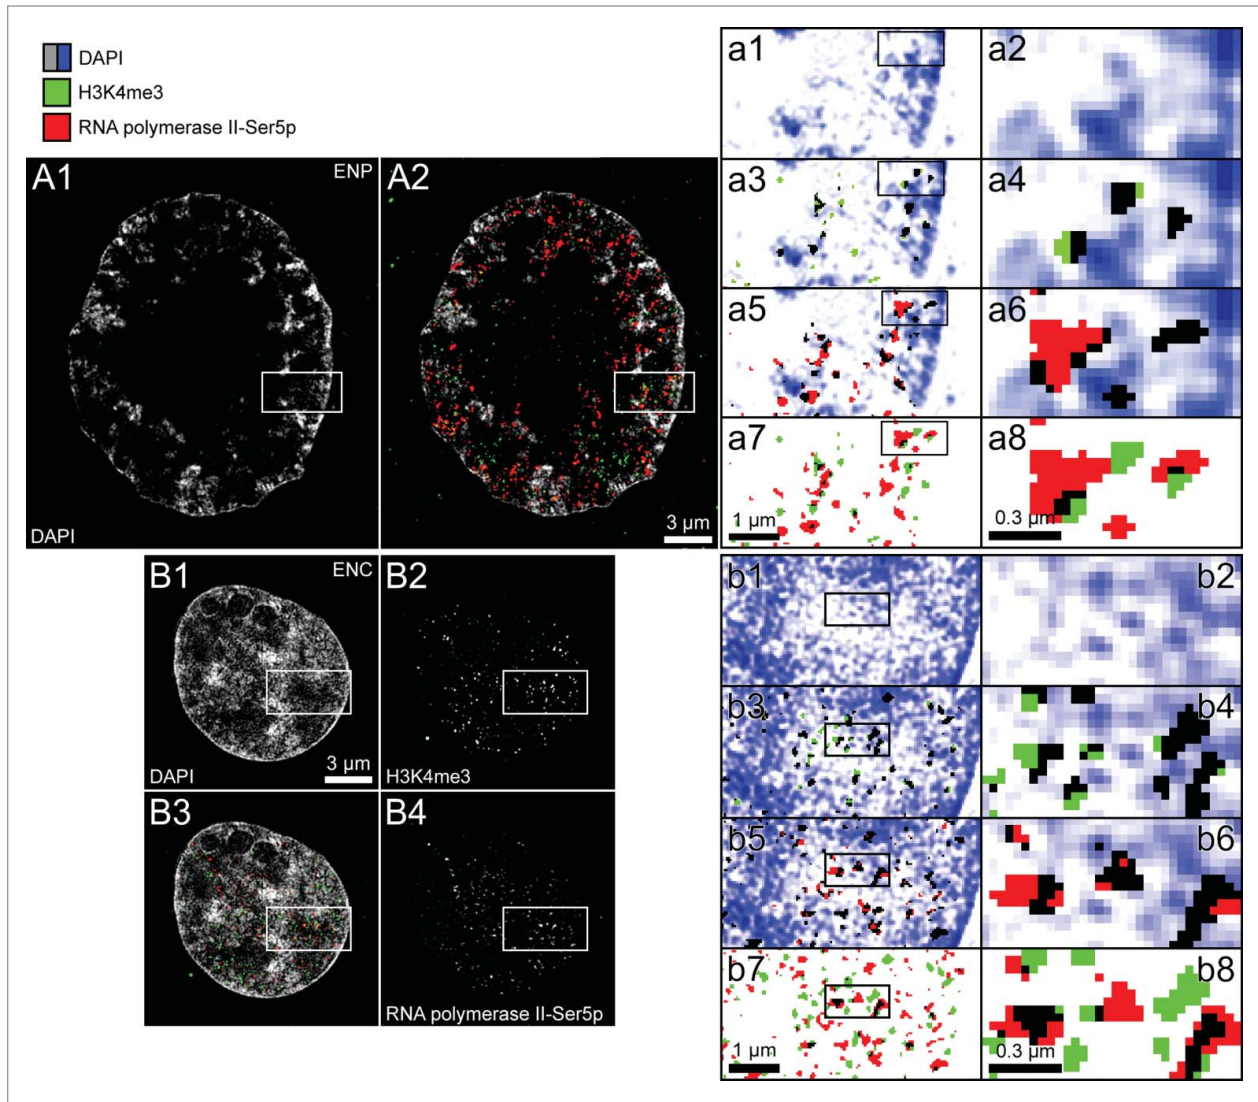 DAPI
H3K4me3
RNA polymerase II-Ser5p
A1
ENP
A2
DAPI
3 µm
a1
a2
a3
a4
a5
a6
a7
a8
1 µm
0.3 µm
B1
ENC
B2
DAPI
3 µm
H3K4me3
B3
B4
RNA polymerase II-Ser5p
b1
b2
b3
b4
b5
b6
b7
b8
1 µm
0.3 µm